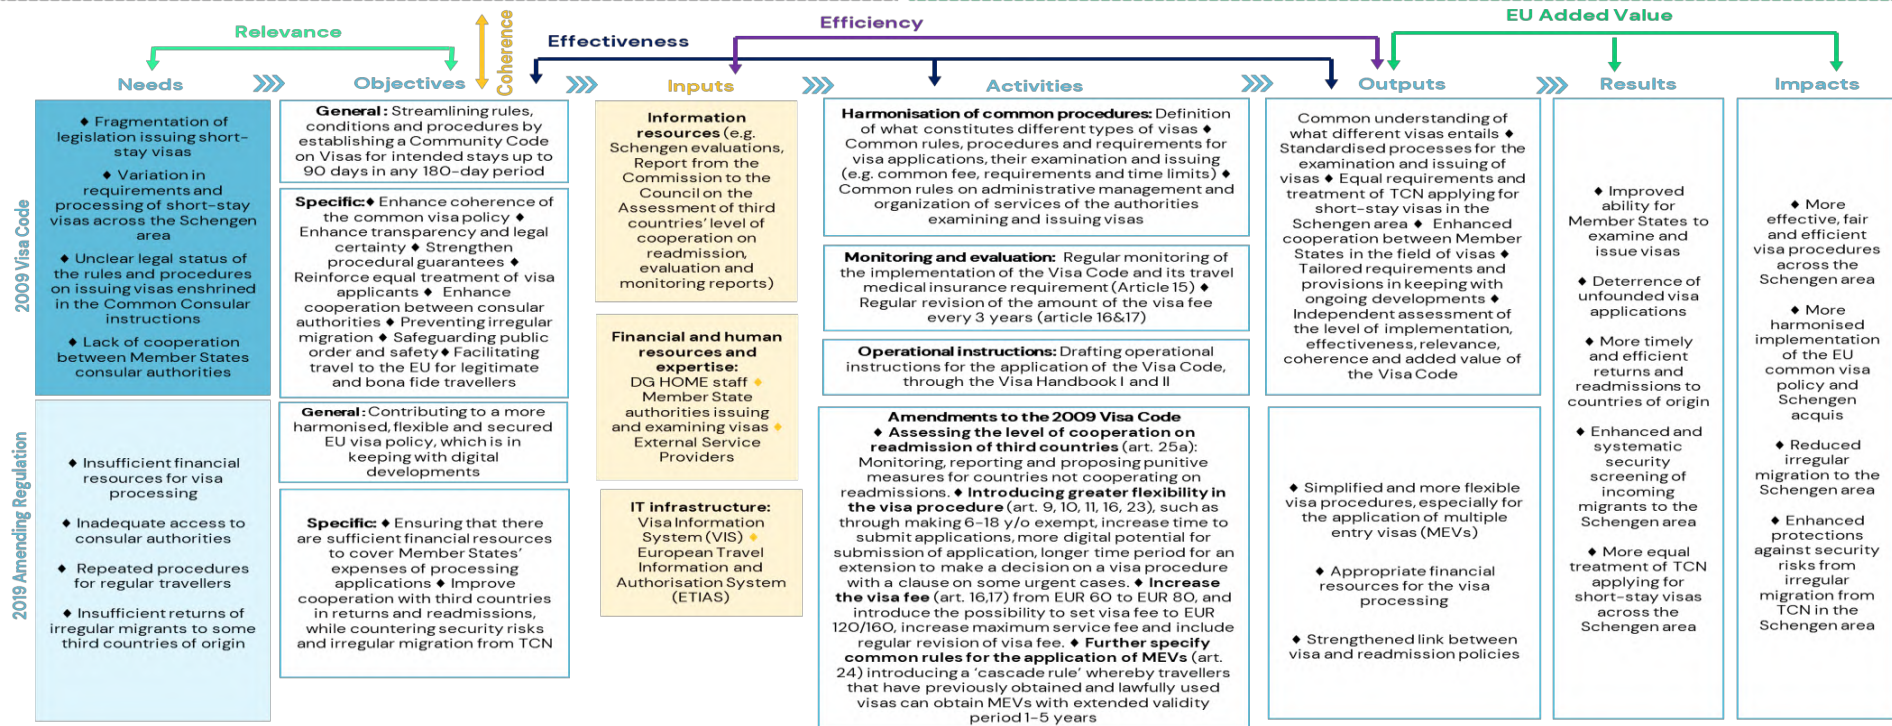 Relevance
Coherence
Effectiveness
Efficiency
EU Added Value
Needs
Objectives
Inputs
Activities
Outputs
Results
Impacts
2009 Visa Code
◆ Fragmentation of
legislation issuing short-
stay visas
◆ Variation in
requirements and
processing of short-stay
visas across the Schengen
area
◆ Unclear legal status of
the rules and procedures
on issuing visas enshrined
in the Common Consular
instructions
◆ Lack of cooperation
between Member States
consular authorities
General: Streamlining rules,
conditions and procedures by
establishing a Community Code
on Visas for intended stays up to
90 days in any 180-day period
Specific:◆ Enhance coherence of
the common visa policy ◆
Enhance transparency and legal
certainty ◆ Strengthen
procedural guarantees ◆
Reinforce equal treatment of visa
applicants ◆ Enhance
cooperation between consular
authorities ◆ Preventing irregular
migration ◆ Safeguarding public
order and safety◆ Facilitating
travel to the EU for legitimate
and bona fide travellers
Information
resources (e.g.
Schengen evaluations,
Report from the
Commission to the
Council on the
Assessment of third
countries' level of
cooperation on
readmission,
evaluation and
monitoring reports)
Financial and human
resources and
expertise:
DG HOME staff ◆
Member State
authorities issuing
and examining visas ◆
External Service
Providers
IT infrastructure:
Visa Information
System (VIS) ◆
European Travel
Information and
Authorisation System
(ETIAS)
Harmonisation of common procedures: Definition
of what constitutes different types of visas ◆
Common rules, procedures and requirements for
visa applications, their examination and issuing
(e.g. common fee, requirements and time limits) ◆
Common rules on administrative management and
organization of services of the authorities
examining and issuing visas
Monitoring and evaluation: Regular monitoring of
the implementation of the Visa Code and its travel
medical insurance requirement (Article 15) ◆
Regular revision of the amount of the visa fee
every 3 years (article 16&17)
Operational instructions: Drafting operational
instructions for the application of the Visa Code,
through the Visa Handbook I and II
Common understanding of
what different visas entails ◆
Standardised processes for the
examination and issuing of
visas ◆ Equal requirements and
treatment of TCN applying for
short-stay visas in the
Schengen area ◆ Enhanced
cooperation between Member
States in the field of visas ◆
Tailored requirements and
provisions in keeping with
ongoing developments ◆
Independent assessment of
the level of implementation,
effectiveness, relevance,
coherence and added value of
the Visa Code
◆ Improved
ability for
Member States to
examine and
issue visas
◆ Deterrence of
unfounded visa
applications
◆ More timely
and efficient
returns and
readmissions to
countries of origin
◆ Enhanced and
systematic
security
screening of
incoming
migrants to the
Schengen area
◆ More equal
treatment of TCN
applying for
short-stay visas
across the
Schengen area
◆ More
effective, fair
and efficient
visa procedures
across the
Schengen area
◆ More
harmonised
implementation
of the EU
common visa
policy and
Schengen
acquis
◆ Reduced
irregular
migration to the
Schengen area
◆ Enhanced
protections
against security
risks from
irregular
migration from
TCN in the
Schengen area
2019 Amending Regulation
◆ Insufficient financial
resources for visa
processing
◆ Inadequate access to
consular authorities
◆ Repeated procedures
for regular travellers
◆ Insufficient returns of
irregular migrants to some
third countries of origin
General: Contributing to a more
harmonised, flexible and secured
EU visa policy, which is in
keeping with digital
developments
Specific: ◆ Ensuring that there
are sufficient financial resources
to cover Member States'
expenses of processing
applications ◆ Improve
cooperation with third countries
in returns and readmissions,
while countering security risks
and irregular migration from TCN
Amendments to the 2009 Visa Code
◆ Assessing the level of cooperation on
readmission of third countries (art. 25a):
Monitoring, reporting and proposing punitive
measures for countries not cooperating on
readmissions. ◆ Introducing greater flexibility in
the visa procedure (art. 9, 10, 11, 16, 23), such as
through making 6-18 y/o exempt, increase time to
submit applications, more digital potential for
submission of application, longer time period for an
extension to make a decision on a visa procedure
with a clause on some urgent cases. ◆ Increase
the visa fee (art. 16,17) from EUR 60 to EUR 80, and
introduce the possibility to set visa fee to EUR
120/160, increase maximum service fee and include
regular revision of visa fee. ◆ Further specify
common rules for the application of MEVs (art.
24) introducing a 'cascade rule' whereby travellers
that have previously obtained and lawfully used
visas can obtain MEVs with extended validity
period 1-5 years
◆ Simplified and more flexible
visa procedures, especially for
the application of multiple
entry visas (MEVs)
◆ Appropriate financial
resources for the visa
processing
◆ Strengthened link between
visa and readmission policies